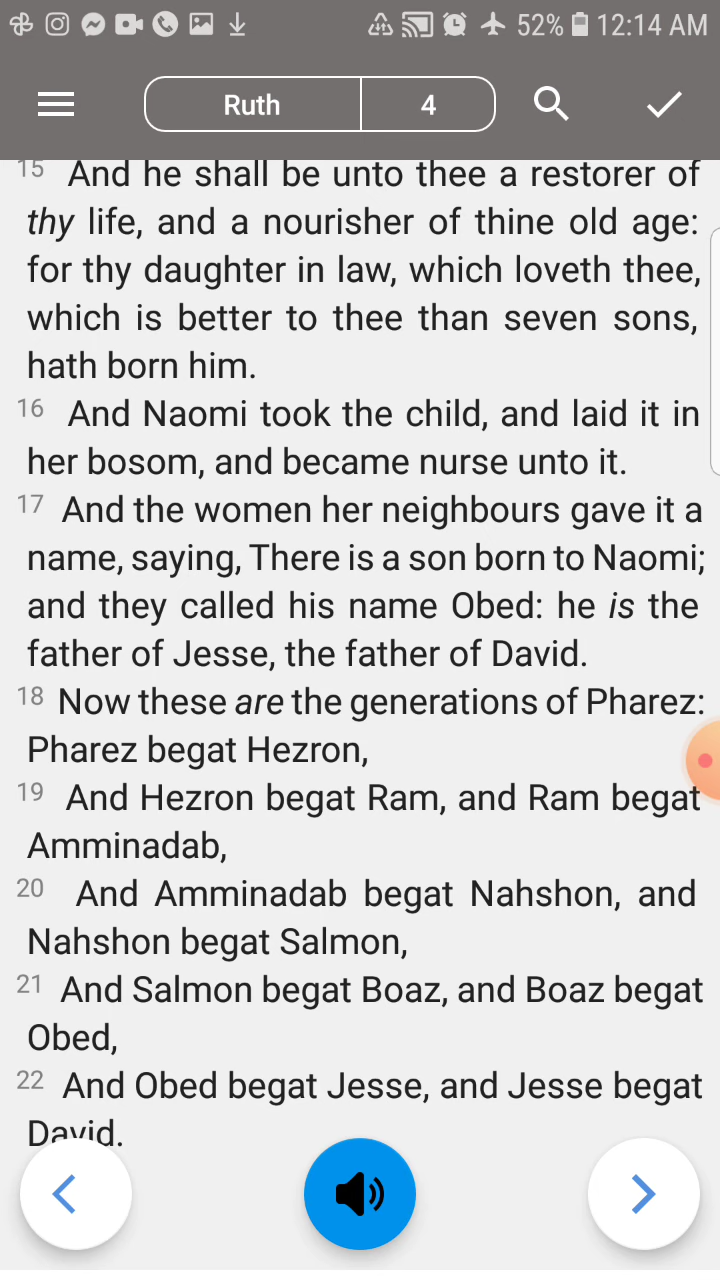 52% 12:14 AM
Ruth 4
15 And he shall be unto thee a restorer of
thy life, and a nourisher of thine old age:
for thy daughter in law, which loveth thee,
which is better to thee than seven sons,
hath born him.
16 And Naomi took the child, and laid it in
her bosom, and became nurse unto it.
17 And the women her neighbours gave it a
name, saying, There is a son born to Naomi;
and they called his name Obed: he is the
father of Jesse, the father of David.
18 Now these are the generations of Pharez:
Pharez begat Hezron,
19 And Hezron begat Ram, and Ram begat
Amminadab,
20 And Amminadab begat Nahshon, and
Nahshon begat Salmon,
21 And Salmon begat Boaz, and Boaz begat
Obed,
22 And Obed begat Jesse, and Jesse begat
David.